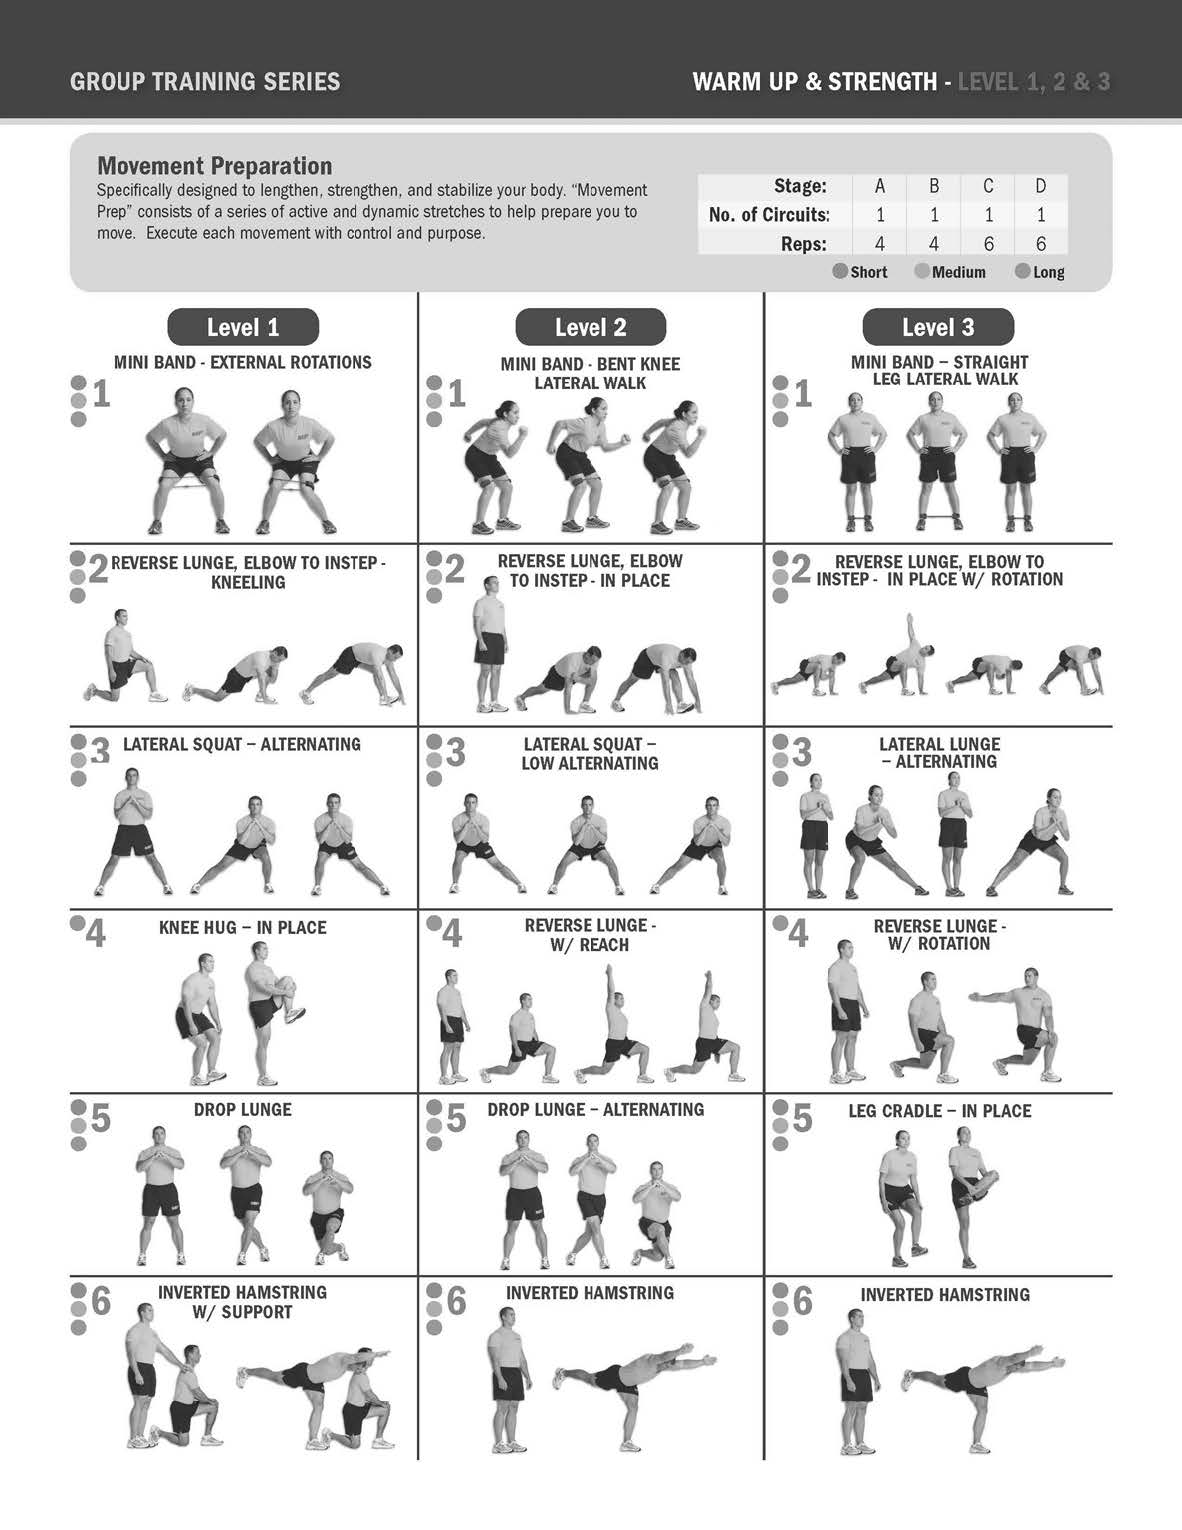 GROUP TRAINING SERIES
WARM UP & STRENGTH - LEVEL 1, 2 & 3
Movement Preparation
Specifically designed to lengthen, strengthen, and stabilize your body. “Movement
Prep” consists of a series of active and dynamic stretches to help prepare you to
move. Execute each movement with control and purpose.
Stage: A B C D
No. of Circuits: 1 1 1 1
Reps: 4 4 6 6
Short Medium Long
Level 1
MINI BAND - EXTERNAL ROTATIONS
1
2 REVERSE LUNGE, ELBOW TO INSTEP -
KNEELING
3 LATERAL SQUAT – ALTERNATING
4 KNEE HUG – IN PLACE
5 DROP LUNGE
6 INVERTED HAMSTRING
W/ SUPPORT
Level 2
MINI BAND - BENT KNEE
LATERAL WALK
1
2 REVERSE LUNGE, ELBOW
TO INSTEP - IN PLACE
3 LATERAL SQUAT –
LOW ALTERNATING
4 REVERSE LUNGE -
W/ REACH
5 DROP LUNGE – ALTERNATING
6 INVERTED HAMSTRING
Level 3
MINI BAND – STRAIGHT
LEG LATERAL WALK
1
2 REVERSE LUNGE, ELBOW TO
INSTEP - IN PLACE W/ ROTATION
3 LATERAL LUNGE
– ALTERNATING
4 REVERSE LUNGE -
W/ ROTATION
5 LEG CRADLE – IN PLACE
6 INVERTED HAMSTRING